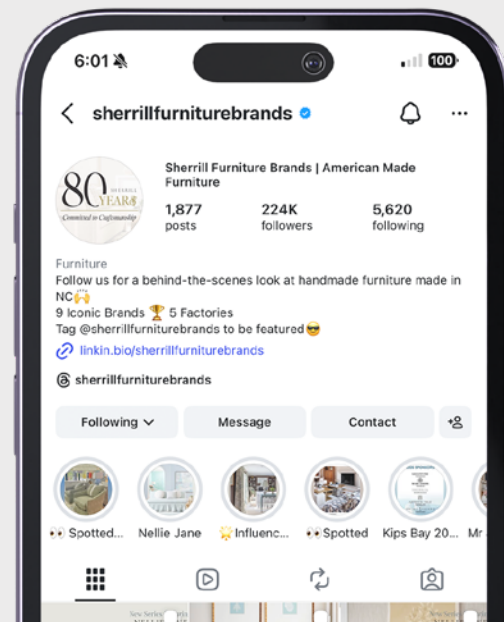 6:01
100
sherrillfurniturebrands
80 YEARS
Committed to Craftsmanship
Sherrill Furniture Brands | American Made
Furniture
1,877
posts
224K
followers
5,620
following
Furniture
Follow us for a behind-the-scenes look at handmade furniture made in
NC🙌
9 Iconic Brands 🏆 5 Factories
Tag @sherrillfurniturebrands to be featured😎
linkin.bio/sherrillfurniturebrands
sherrillfurniturebrands
Following
Message
Contact
👀 Spotted...
Nellie Jane
🌟Influenc...
👀Spotted
Kips Bay 20...
Mr
New Series